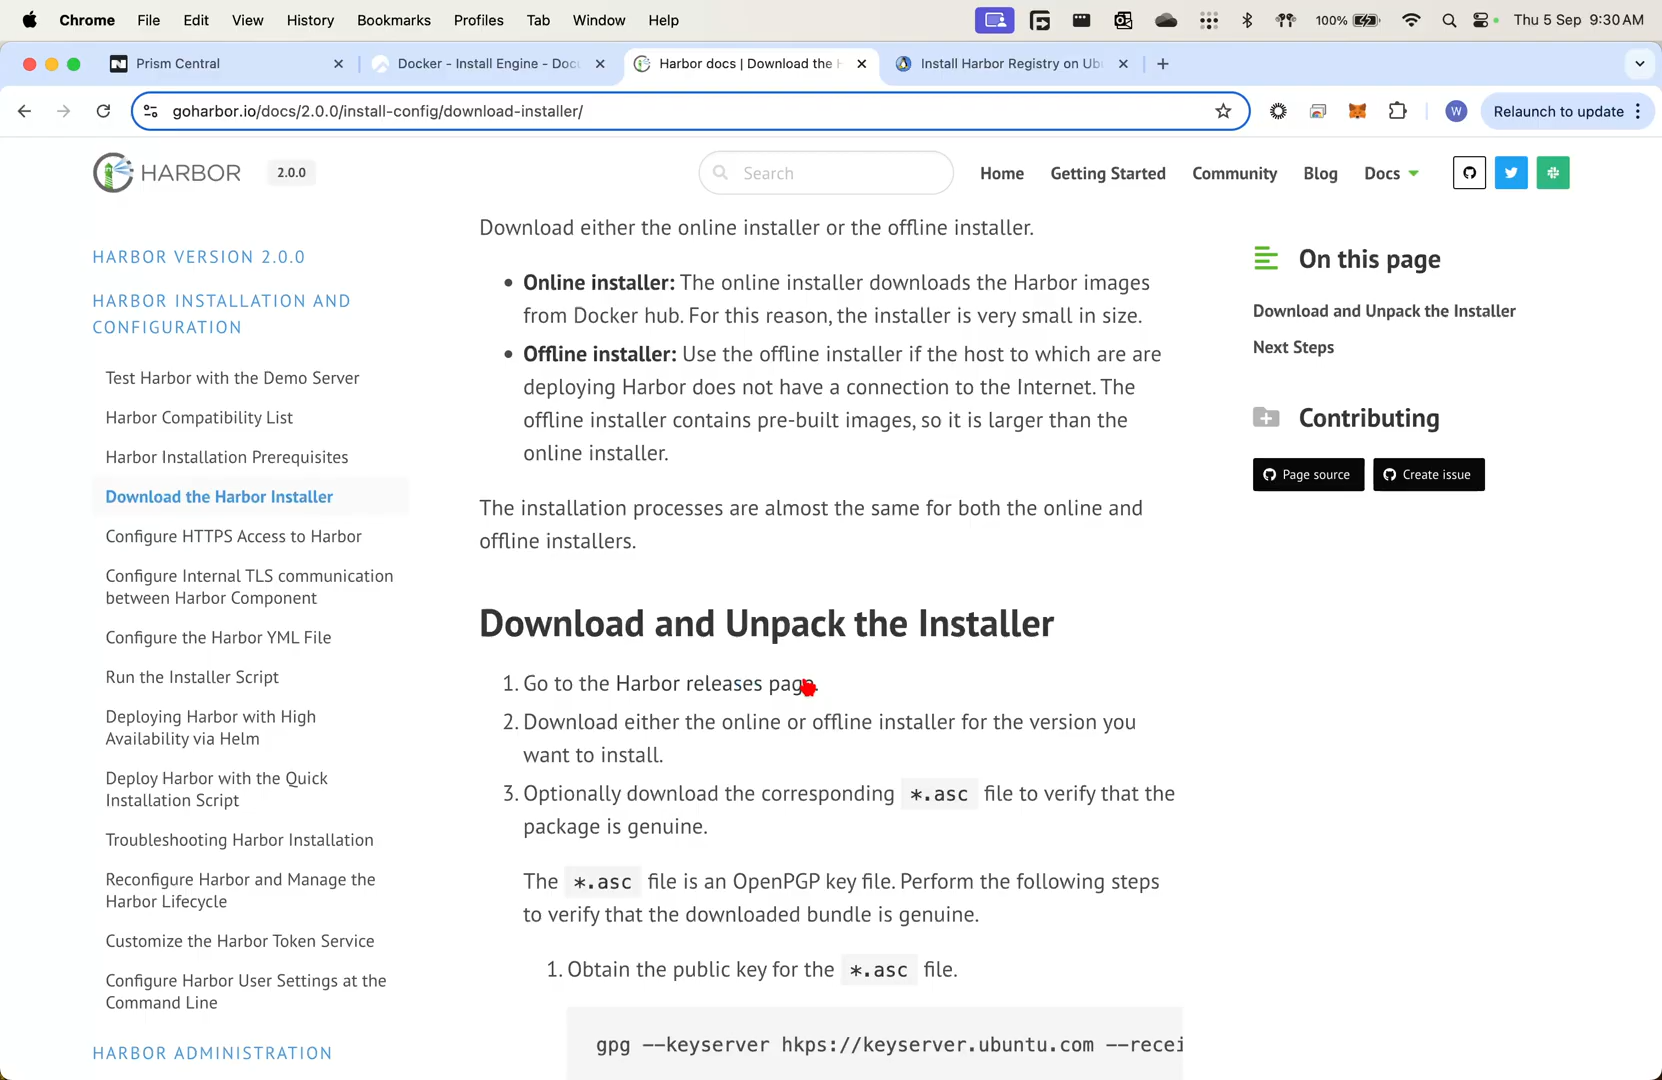 Chrome File Edit View History Bookmarks Profiles Tab Window Help 100% Thu 5 Sep 9:30 AM
Prism Central Docker - Install Engine - Doc Harbor docs | Download the H Install Harbor Registry on Ub
goharbor.io/docs/2.0.0/install-config/download-installer/ W Relaunch to update
HARBOR 2.0.0 Search Home Getting Started Community Blog Docs
HARBOR VERSION 2.0.0
HARBOR INSTALLATION AND
CONFIGURATION
Test Harbor with the Demo Server
Harbor Compatibility List
Harbor Installation Prerequisites
Download the Harbor Installer
Configure HTTPS Access to Harbor
Configure Internal TLS communication
between Harbor Component
Configure the Harbor YML File
Run the Installer Script
Deploying Harbor with High
Availability via Helm
Deploy Harbor with the Quick
Installation Script
Troubleshooting Harbor Installation
Reconfigure Harbor and Manage the
Harbor Lifecycle
Customize the Harbor Token Service
Configure Harbor User Settings at the
Command Line
HARBOR ADMINISTRATION
Download either the online installer or the offline installer.
• Online installer: The online installer downloads the Harbor images
from Docker hub. For this reason, the installer is very small in size.
• Offline installer: Use the offline installer if the host to which are are
deploying Harbor does not have a connection to the Internet. The
offline installer contains pre-built images, so it is larger than the
online installer.
The installation processes are almost the same for both the online and
offline installers.
Download and Unpack the Installer
1. Go to the Harbor releases page.
2. Download either the online or offline installer for the version you
want to install.
3. Optionally download the corresponding *.asc file to verify that the
package is genuine.
The *.asc file is an OpenPGP key file. Perform the following steps
to verify that the downloaded bundle is genuine.
1. Obtain the public key for the *.asc file.
gpg --keyserver hkps://keyserver.ubuntu.com --recei
On this page
Download and Unpack the Installer
Next Steps
Contributing
Page source Create issue